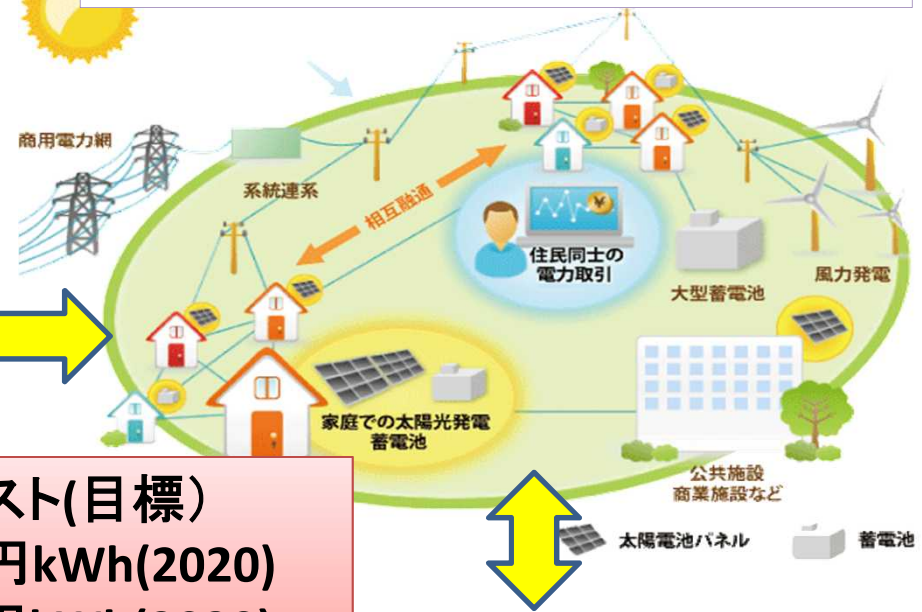 商用電力網
系統連系
相互融通
¥
住民同士の
電力取引
大型蓄電池
風力発電
家庭での太陽光発電
蓄電池
公共施設
商業施設など
太陽電池パネル
蓄電池
スト(目標）
円kWh(2020)